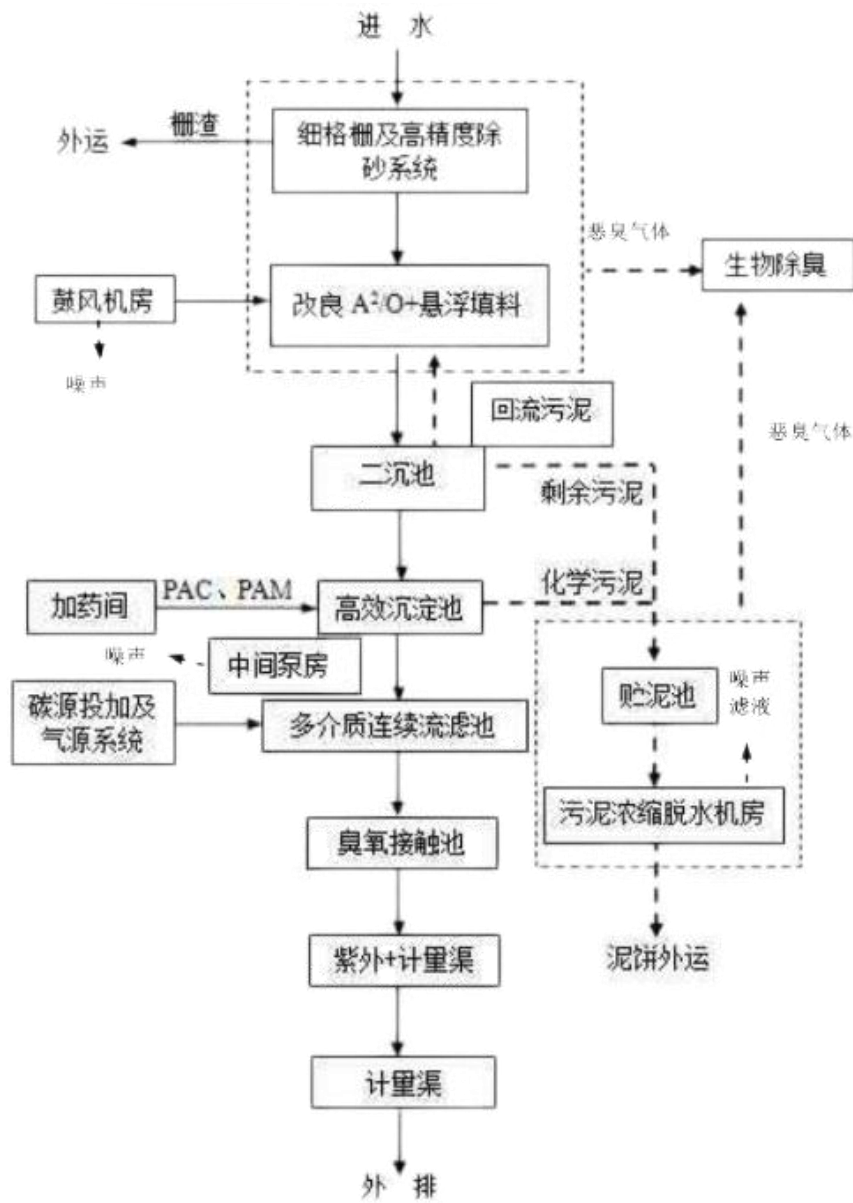 进 水
栅渣
外运
细格栅及高精度除
砂系统
恶臭气体
生物除臭
鼓风机房
改良 A²/O+悬浮填料
噪声
回流污泥
恶臭气体
二沉池
剩余污泥
化学污泥
加药间
PAC、PAM
高效沉淀池
噪声
中间泵房
贮泥池
噪声
滤液
碳源投加及
气源系统
多介质连续流滤池
污泥浓缩脱水机房
臭氧接触池
泥饼外运
紫外+计量渠
计量渠
外 排